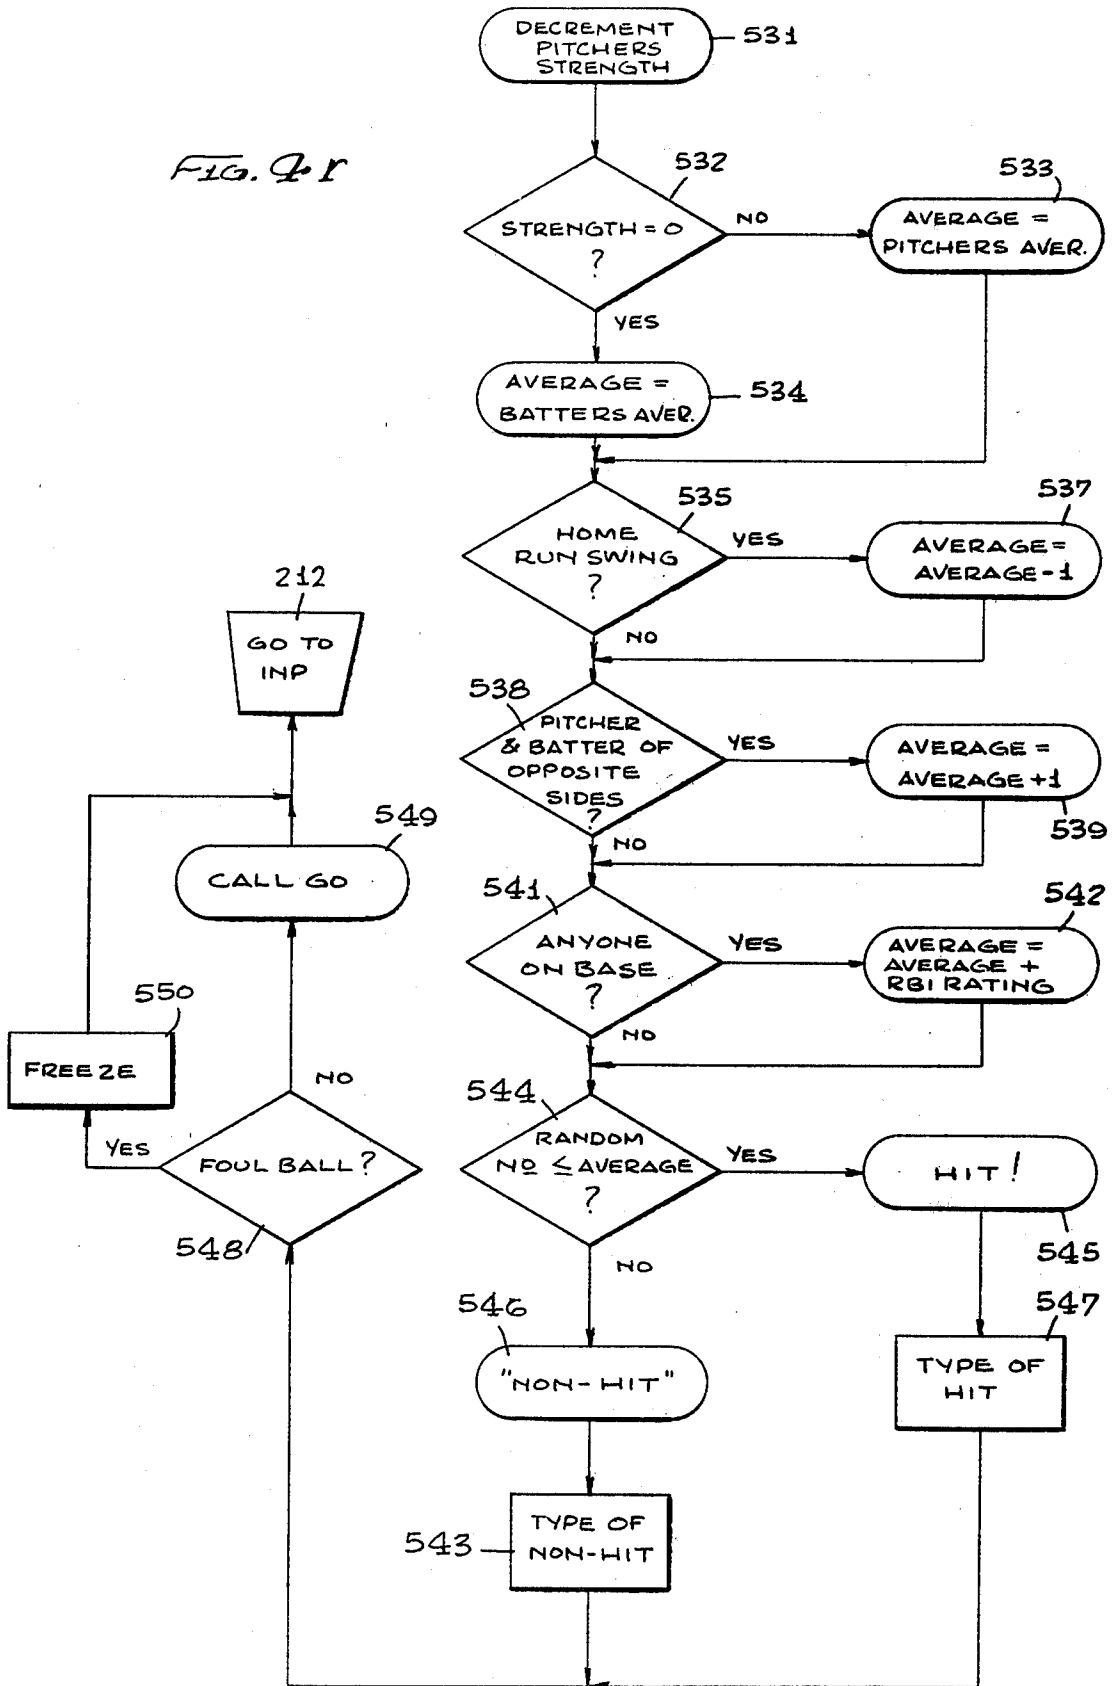 DECREMENT
PITCHERS
STRENGTH
531
FIG. 9r
532
STRENGTH = 0
?
NO
533
AVERAGE =
PITCHERS AVER.
YES
AVERAGE =
BATTERS AVER.
534
535
HOME
RUN SWING
?
YES
537
AVERAGE =
AVERAGE - 1
NO
212
GO TO
INP
538
PITCHER
& BATTER OF
OPPOSITE
SIDES
?
YES
AVERAGE =
AVERAGE + 1
539
NO
549
CALL GO
541
ANYONE
ON BASE
?
YES
542
AVERAGE =
AVERAGE +
RBI RATING
NO
550
FREEZE
NO
YES
FOUL BALL ?
548
544
RANDOM
NO ≤ AVERAGE
?
YES
HIT !
545
NO
546
"NON-HIT"
547
TYPE OF
HIT
543
TYPE OF
NON-HIT